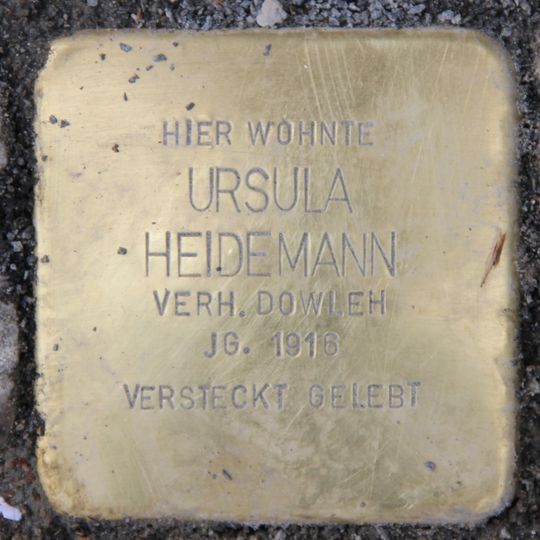 HIER WOHNTE
URSULA
HEIDEMANN
VERH. DOWLEH
JG. 1916
VERSTECKT GELEBT